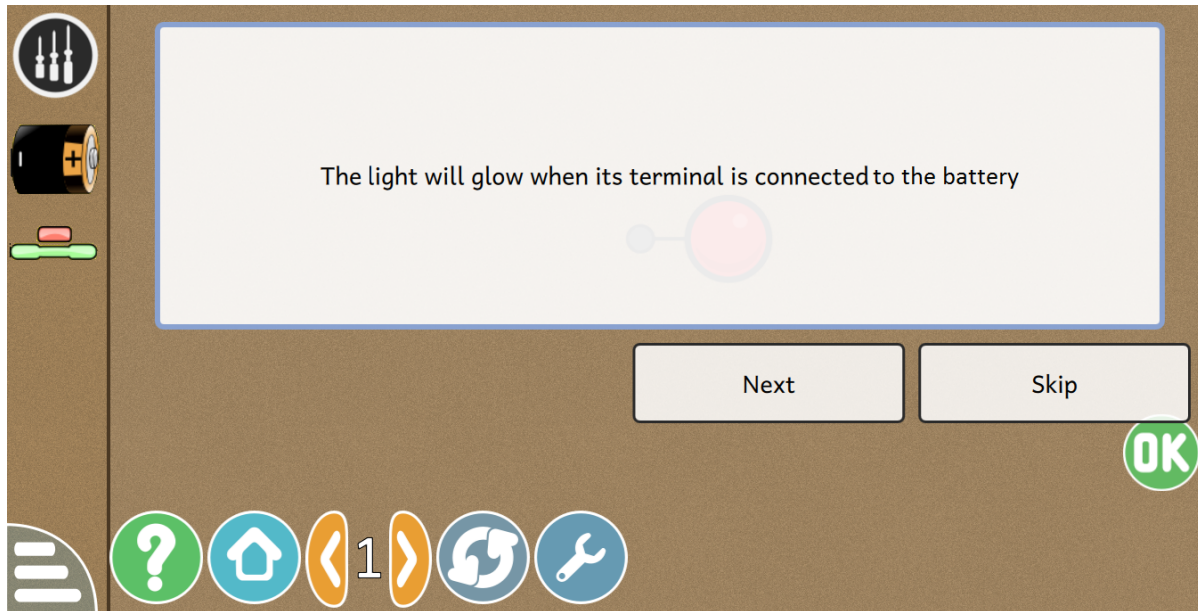 The light will glow when its terminal is connected to the battery
Next
Skip
OK
1